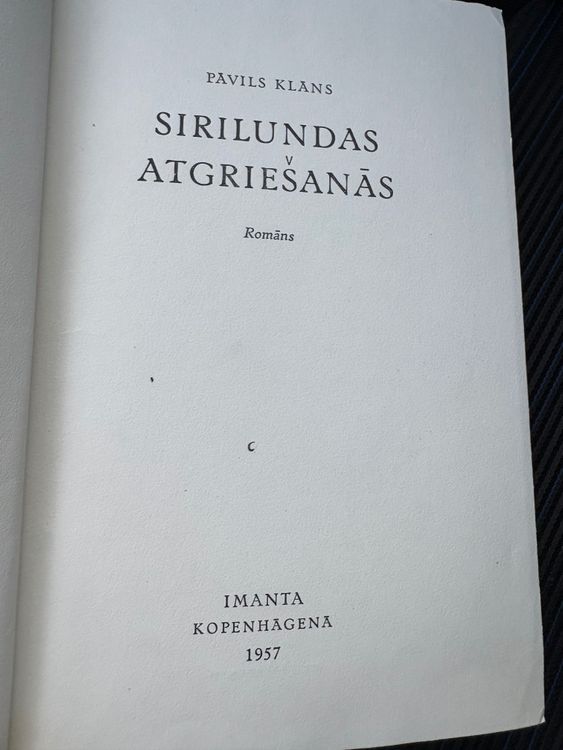 PĀVILS KLĀNS
SIRILUNDAS
ATGRIEŠANĀS
Romāns
IMANTA
KOPENHĀGENĀ
1957